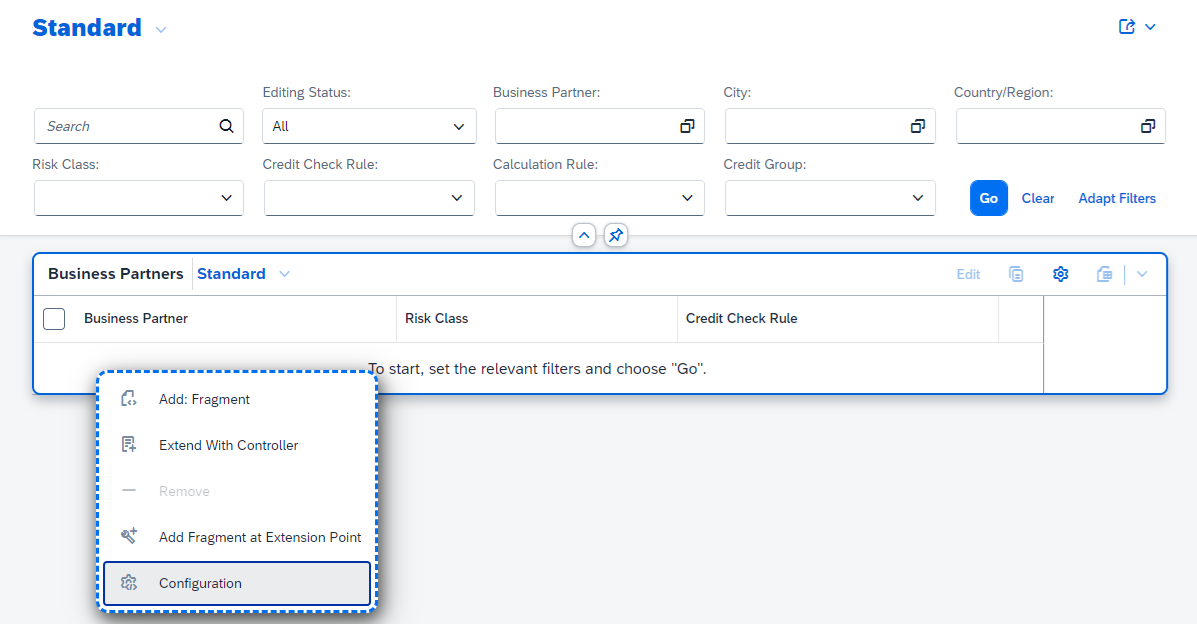 Standard
Editing Status: Business Partner: City: Country/Region:
Search All
Risk Class: Credit Check Rule: Calculation Rule: Credit Group:
Go Clear Adapt Filters
Business Partners Standard Edit
Business Partner Risk Class Credit Check Rule
To start, set the relevant filters and choose "Go".
Add: Fragment
Extend With Controller
Remove
Add Fragment at Extension Point
Configuration